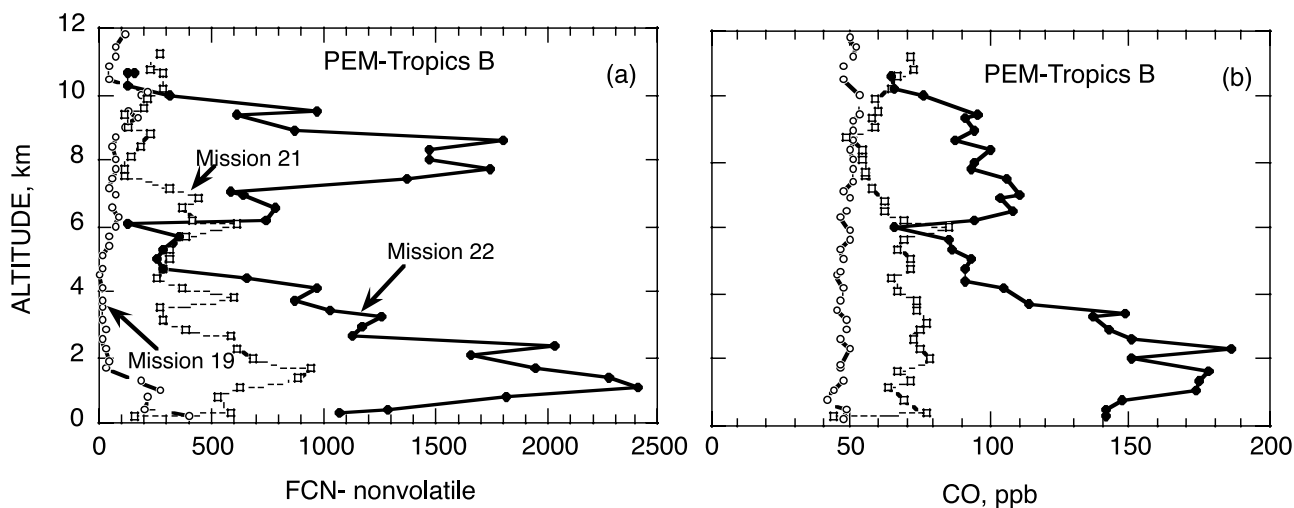 12
10
8
6
4
2
0
ALTITUDE, km
PEM-Tropics B
(a)
Mission 21
Mission 22
Mission 19
0 500 1000 1500 2000 2500
FCN- nonvolatile
PEM-Tropics B
(b)
0 50 100 150 200
CO, ppb